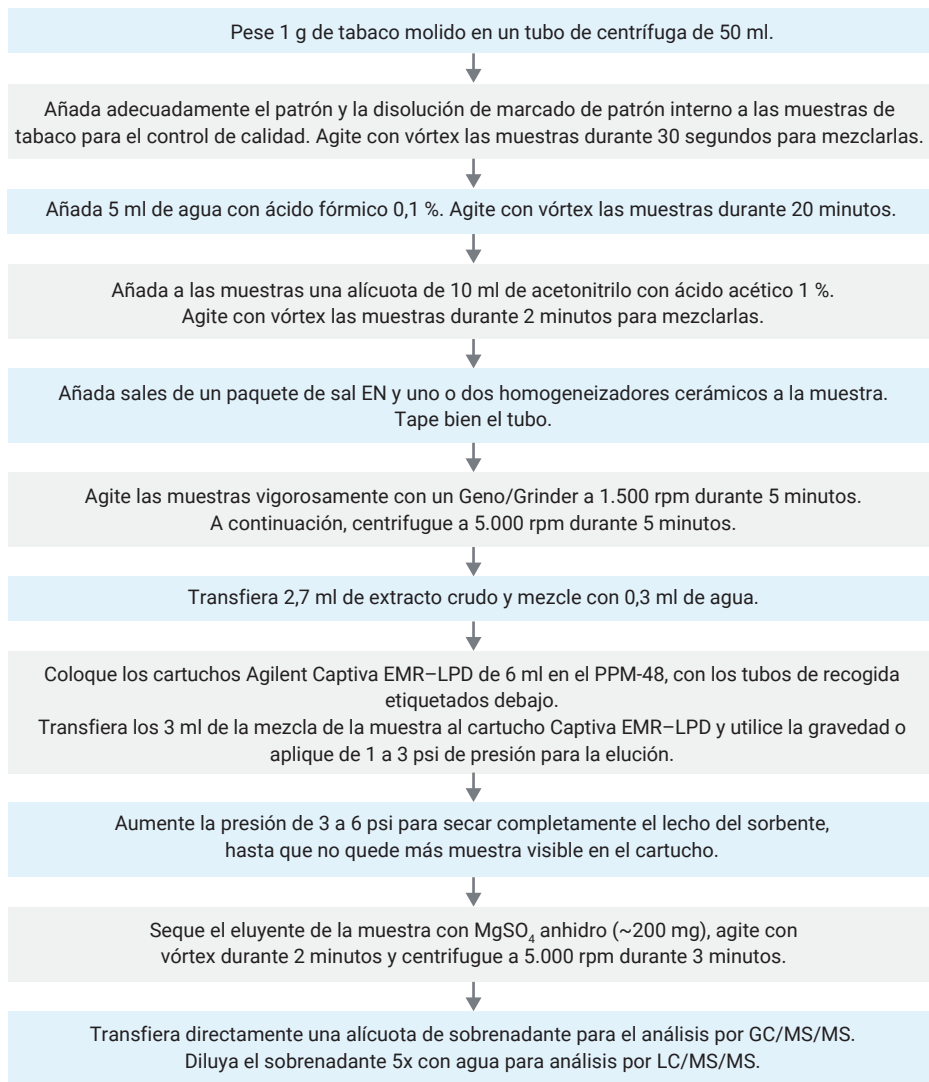 Pese 1 g de tabaco molido en un tubo de centrífuga de 50 ml.
Añada adecuadamente el patrón y la disolución de marcado de patrón interno a las muestras de
tabaco para el control de calidad. Agite con vórtex las muestras durante 30 segundos para mezclarlas.
Añada 5 ml de agua con ácido fórmico 0,1 %. Agite con vórtex las muestras durante 20 minutos.
Añada a las muestras una alícuota de 10 ml de acetonitrilo con ácido acético 1 %.
Agite con vórtex las muestras durante 2 minutos para mezclarlas.
Añada sales de un paquete de sal EN y uno o dos homogeneizadores cerámicos a la muestra.
Tape bien el tubo.
Agite las muestras vigorosamente con un Geno/Grinder a 1.500 rpm durante 5 minutos.
A continuación, centrifugue a 5.000 rpm durante 5 minutos.
Transfiera 2,7 ml de extracto crudo y mezcle con 0,3 ml de agua.
Coloque los cartuchos Agilent Captiva EMR–LPD de 6 ml en el PPM-48, con los tubos de recogida
etiquetados debajo.
Transfiera los 3 ml de la mezcla de la muestra al cartucho Captiva EMR–LPD y utilice la gravedad o
aplique de 1 a 3 psi de presión para la elución.
Aumente la presión de 3 a 6 psi para secar completamente el lecho del sorbente,
hasta que no quede más muestra visible en el cartucho.
Seque el eluyente de la muestra con MgSO₄ anhidro (~200 mg), agite con
vórtex durante 2 minutos y centrifugue a 5.000 rpm durante 3 minutos.
Transfiera directamente una alícuota de sobrenadante para el análisis por GC/MS/MS.
Diluya el sobrenadante 5x con agua para análisis por LC/MS/MS.